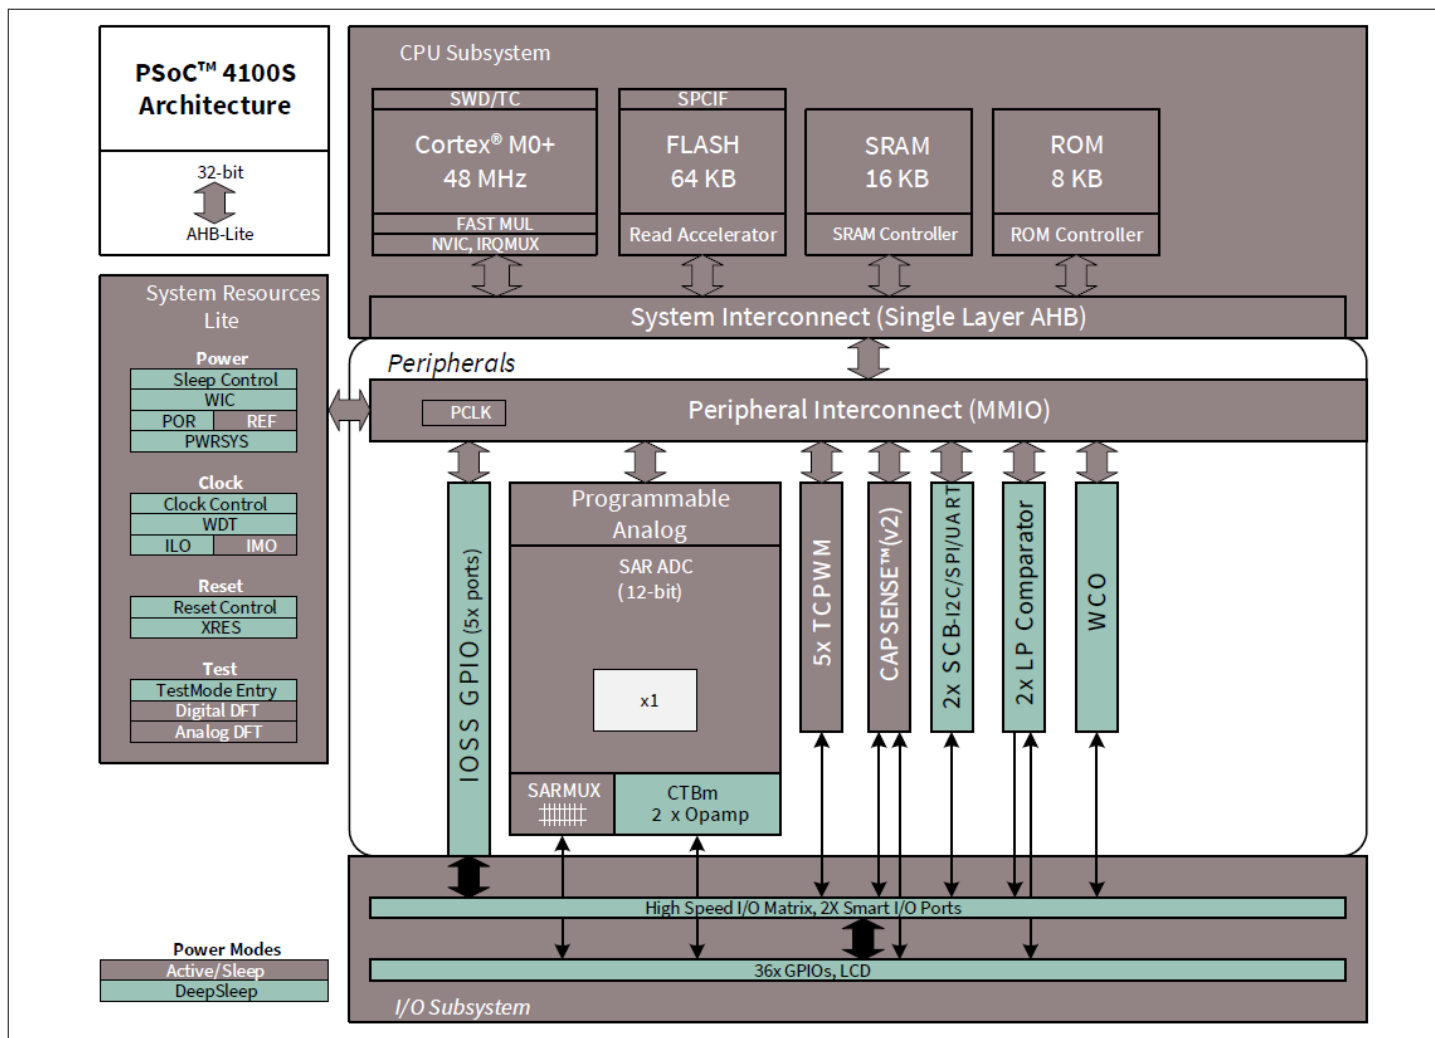 PSoC™ 4100S
Architecture
32-bit
AHB-Lite
CPU Subsystem
SWD/TC
Cortex® M0+
48 MHz
FAST MUL
NVIC, IRQMUX
SPCIF
FLASH
64 KB
Read Accelerator
SRAM
16 KB
SRAM Controller
ROM
8 KB
ROM Controller
System Interconnect (Single Layer AHB)
System Resources
Lite
Power
Sleep Control
WIC
POR
REF
PWRSYS
Clock
Clock Control
WDT
ILO
IMO
Reset
Reset Control
XRES
Test
TestMode Entry
Digital DFT
Analog DFT
Peripherals
PCLK
Peripheral Interconnect (MMIO)
IOSS GPIO (5x ports)
Programmable
Analog
SAR ADC
(12-bit)
x1
SARMUX
CTBm
2 x Opamp
5x TCPWM
CAPSENSE™(v2)
2x SCB-I2C/SPI/UART
2x LP Comparator
WCO
High Speed I/O Matrix, 2X Smart I/O Ports
36x GPIOs, LCD
I/O Subsystem
Power Modes
Active/Sleep
DeepSleep